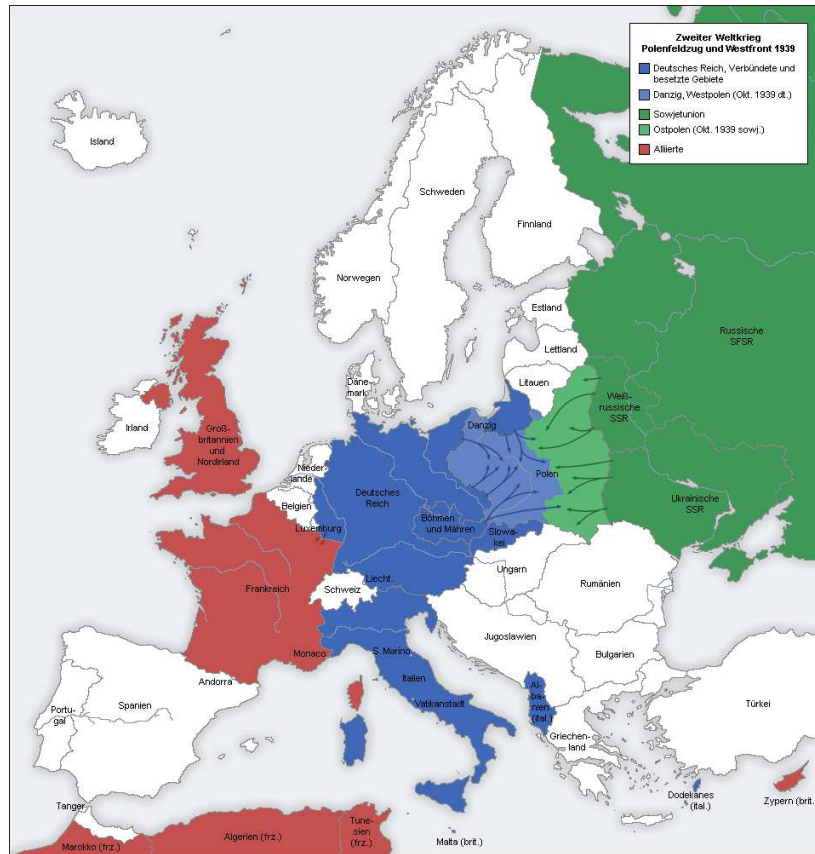 Zweiter Weltkrieg
Polenfeldzug und Westfront 1939
Deutsches Reich, Verbündete und
besetzte Gebiete
Danzig, Westpolen (Okt. 1939 dt.)
Sowjetunion
Ostpolen (Okt. 1939 sowj.)
Alliierte
Island
Schweden
Finnland
Norwegen
Estland
Russische
SFSR
Lettland
Däne-
mark
Litauen
Weiß-
russische
SSR
Irland
Groß-
britannien
und
Nordirland
Danzig
Nieder-
lande
Polen
Deutsches
Reich
Belgien
Ukrainische
SSR
Luxemburg
Böhmen
und Mähren
Slowa-
kei
Ungarn
Liecht.
Rumänien
Frankreich
Schweiz
Jugoslawien
Monaco
S. Marino
Bulgarien
Andorra
Italien
Spanien
Portu-
gal
Vatikanstadt
Al-
ba-
nien
(ital.)
Türkei
Griechen-
land
Dodekanes
(ital.)
Zypern (brit.)
Tanger
Marokko (frz.)
Algerien (frz.)
Tune-
sien
(frz.)
Malta (brit.)